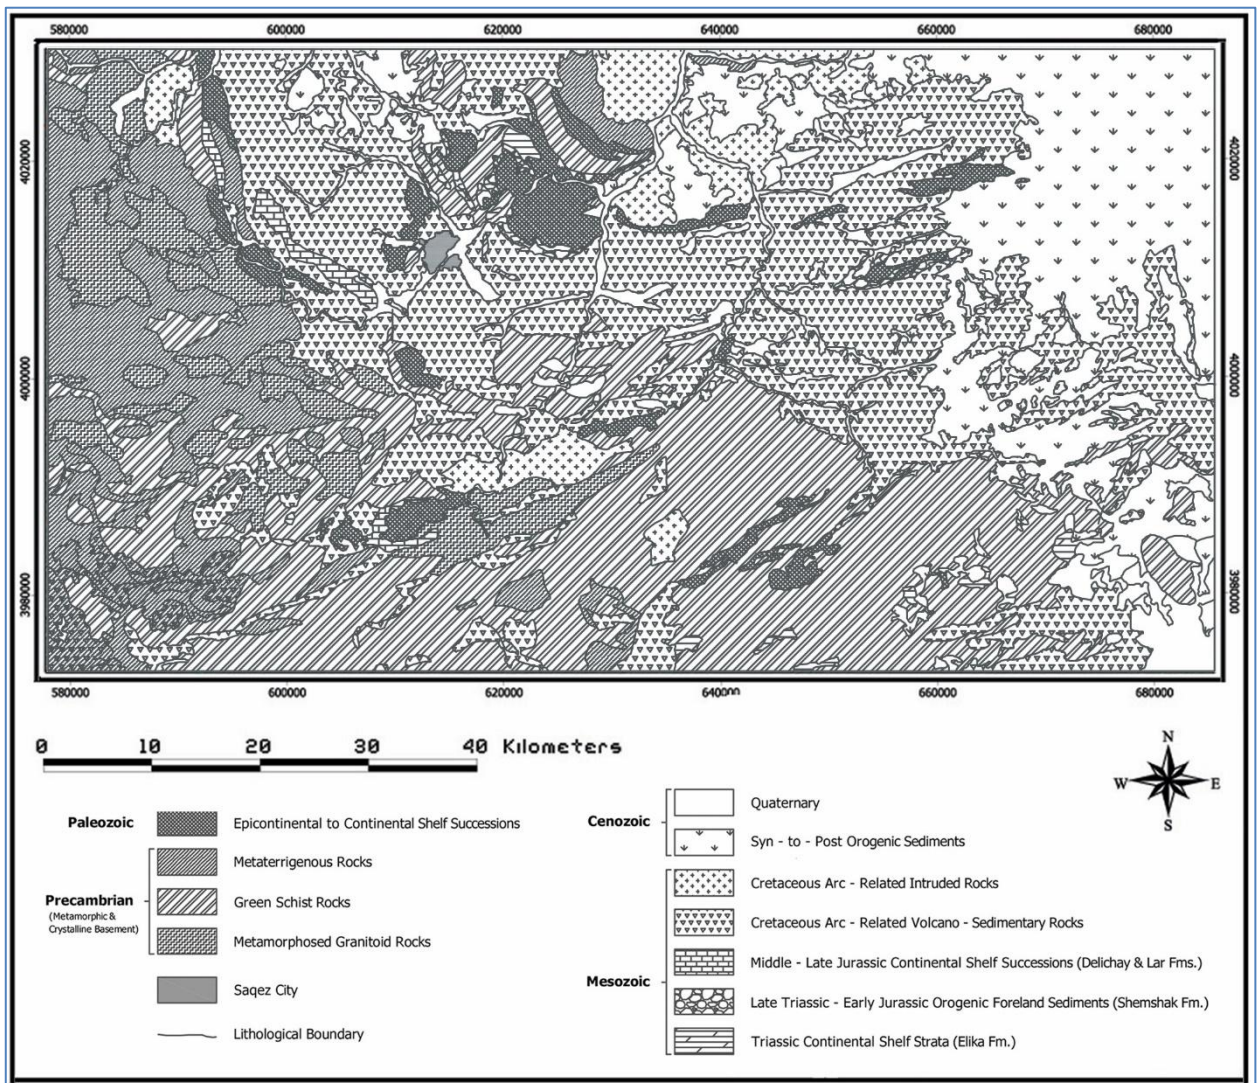 580000 600000 620000 640000 660000 680000
4020000 4020000
4000000 4000000
3980000 3980000
580000 600000 620000 640000 660000 680000
0 10 20 30 40 Kilometers
N
W E
S
Paleozoic
Epicontinental to Continental Shelf Successions
Metaterrigenous Rocks
Precambrian
(Metamorphic &
Crystalline Basement)
Green Schist Rocks
Metamorphosed Granitoid Rocks
Saqez City
Lithological Boundary
Cenozoic
Quaternary
Syn - to - Post Orogenic Sediments
Cretaceous Arc - Related Intruded Rocks
Cretaceous Arc - Related Volcano - Sedimentary Rocks
Mesozoic
Middle - Late Jurassic Continental Shelf Successions (Delichay & Lar Fms.)
Late Triassic - Early Jurassic Orogenic Foreland Sediments (Shemshak Fm.)
Triassic Continental Shelf Strata (Elika Fm.)